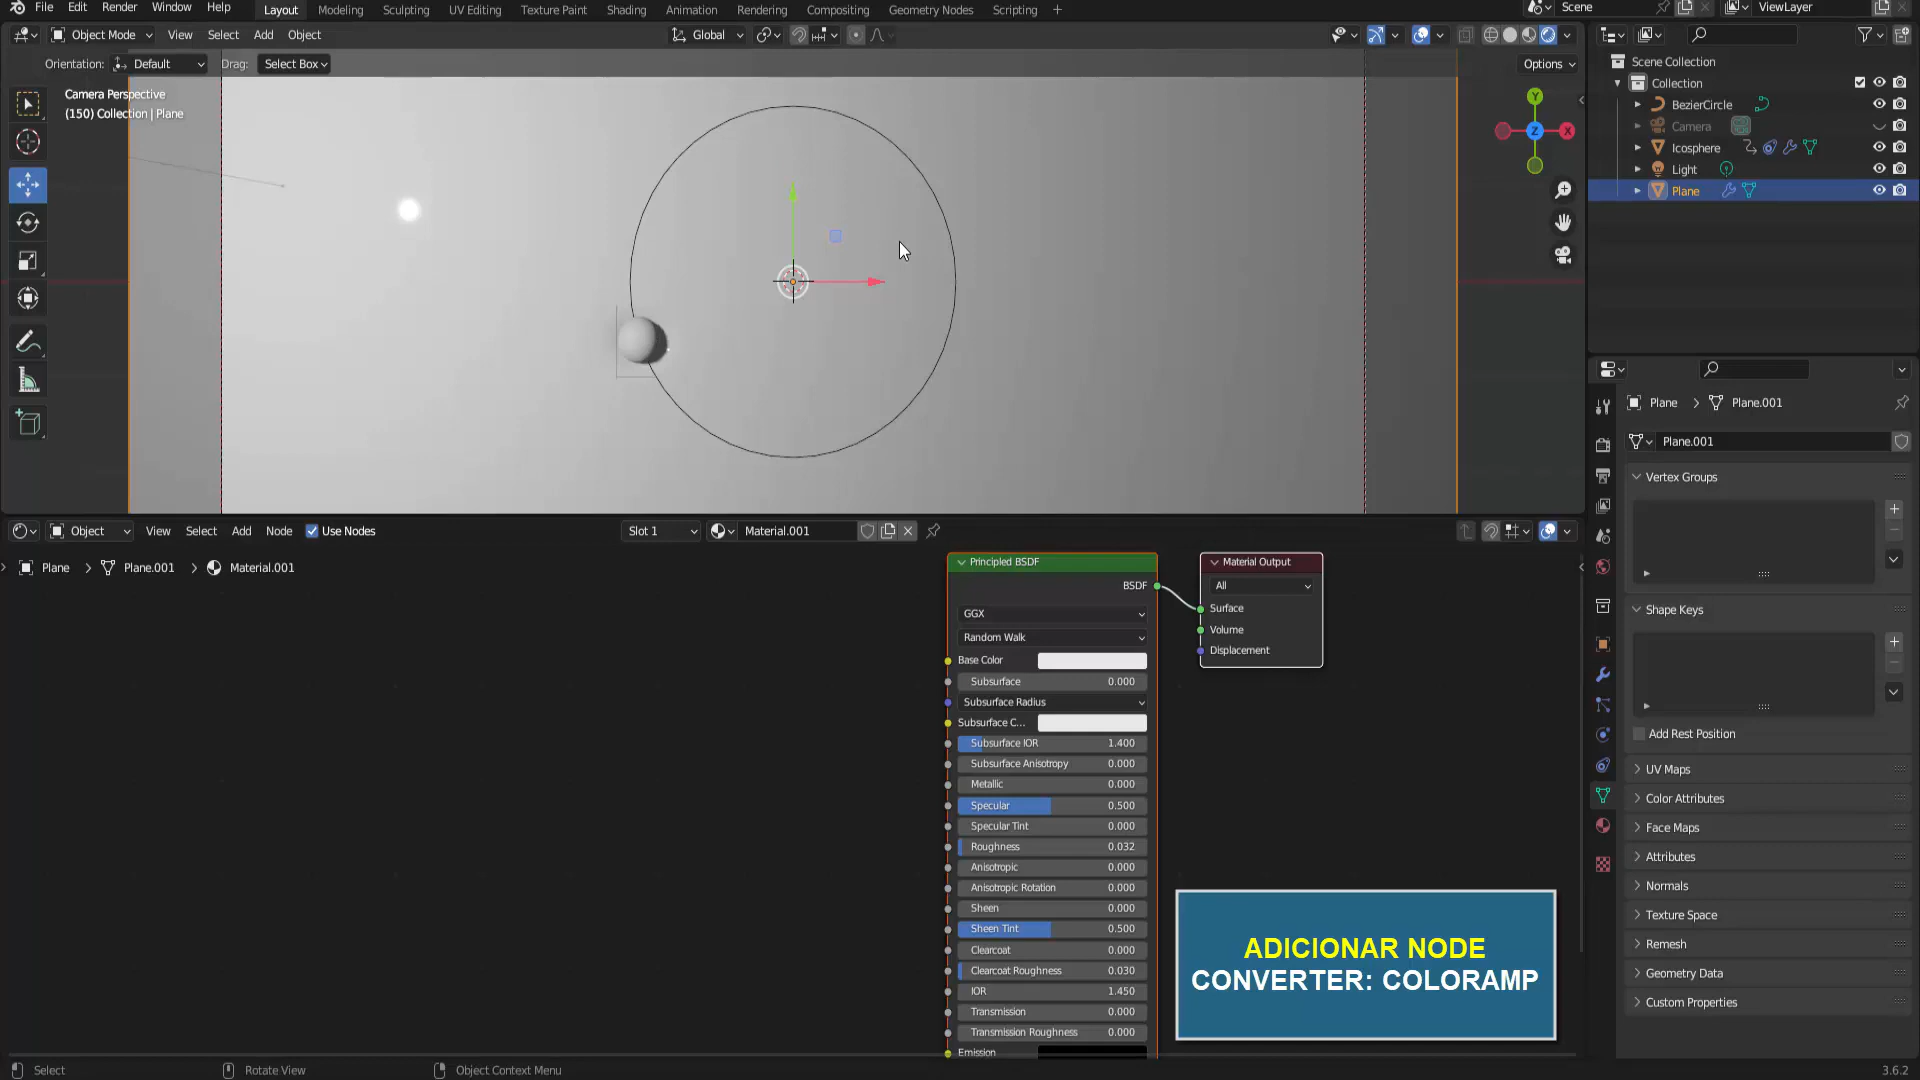 File Edit Render Window Help Layout Modeling Sculpting UV Editing Texture Paint Shading Animation Rendering Compositing Geometry Nodes Scripting + Scene ViewLayer
Object Mode View Select Add Object Global
Orientation: Default Drag: Select Box Options
Camera Perspective
(150) Collection | Plane
Y
X
Z
Scene Collection
Collection
BezierCircle
Camera
Icosphere
Light
Plane
Plane > Plane.001
Plane.001
Vertex Groups
Shape Keys
Add Rest Position
UV Maps
Color Attributes
Face Maps
Attributes
Normals
Texture Space
Remesh
Geometry Data
Custom Properties
Object View Select Add Node Use Nodes Slot 1 Material.001
Plane > Plane.001 > Material.001
Principled BSDF
BSDF
GGX
Random Walk
Base Color
Subsurface 0.000
Subsurface Radius
Subsurface C...
Subsurface IOR 1.400
Subsurface Anisotropy 0.000
Metallic 0.000
Specular 0.500
Specular Tint 0.000
Roughness 0.032
Anisotropic 0.000
Anisotropic Rotation 0.000
Sheen 0.000
Sheen Tint 0.500
Clearcoat 0.000
Clearcoat Roughness 0.030
IOR 1.450
Transmission 0.000
Transmission Roughness 0.000
Emission
Material Output
All
Surface
Volume
Displacement
ADICIONAR NODE
CONVERTER: COLORAMP
Select Rotate View Object Context Menu 3.6.2